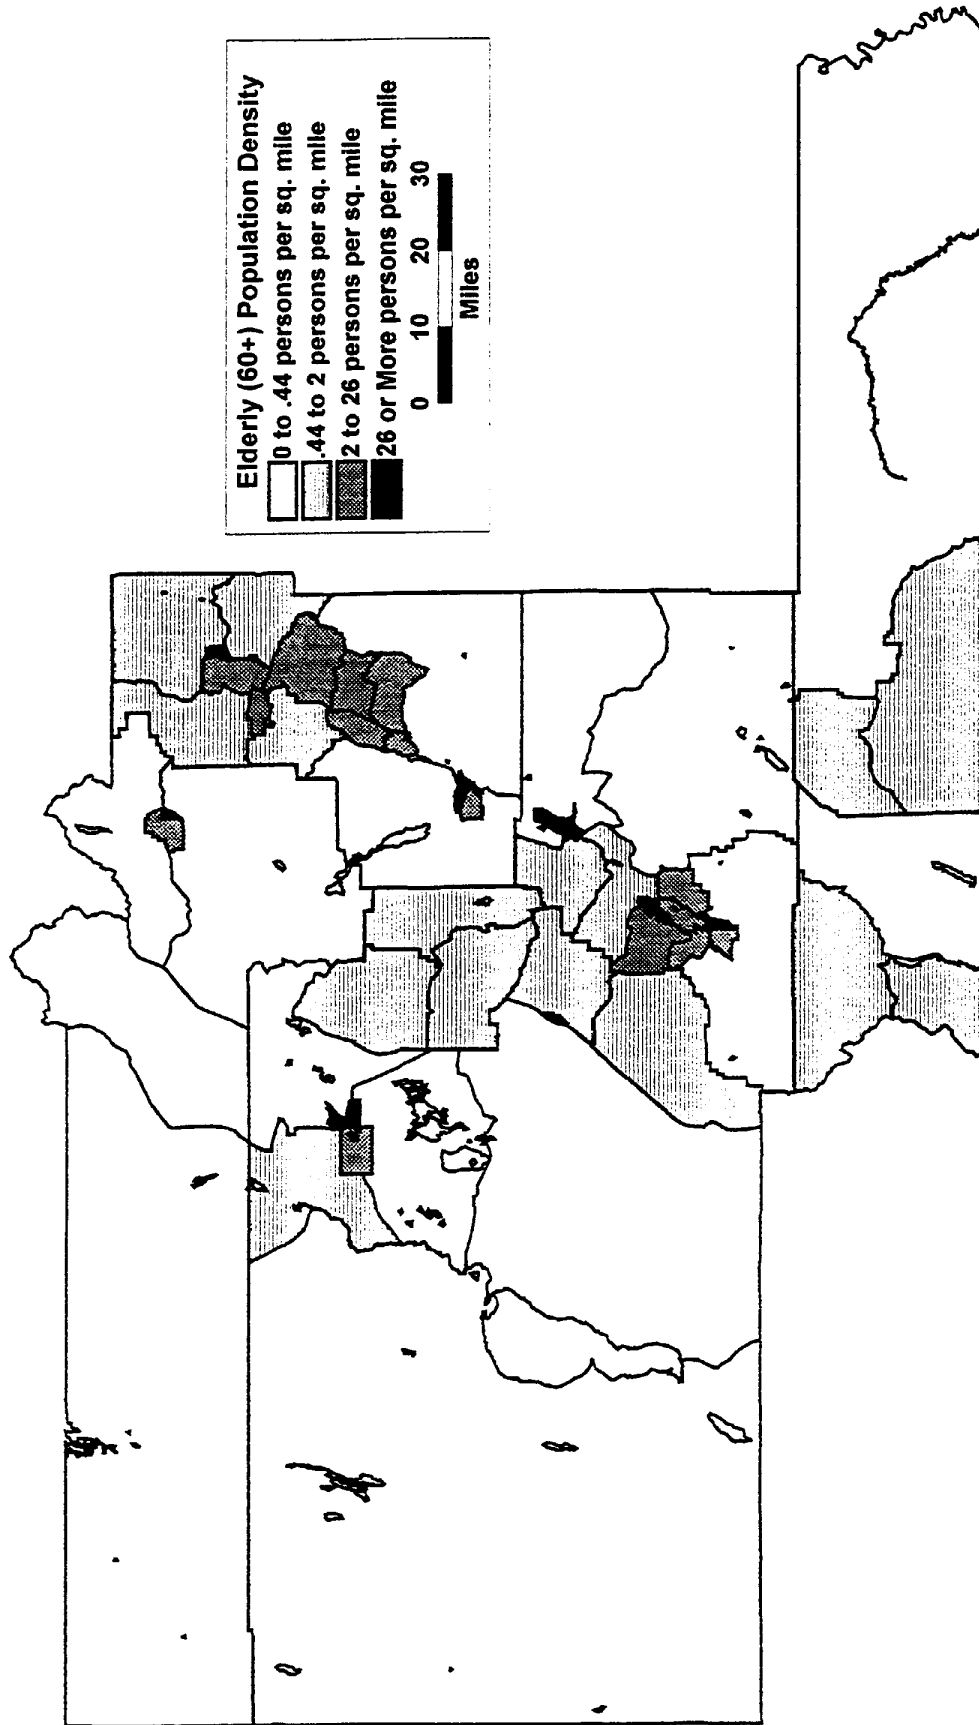 Elderly (60+) Population Density
0 to .44 persons per sq. mile
.44 to 2 persons per sq. mile
2 to 26 persons per sq. mile
26 or More persons per sq. mile
0 10 20 30
Miles